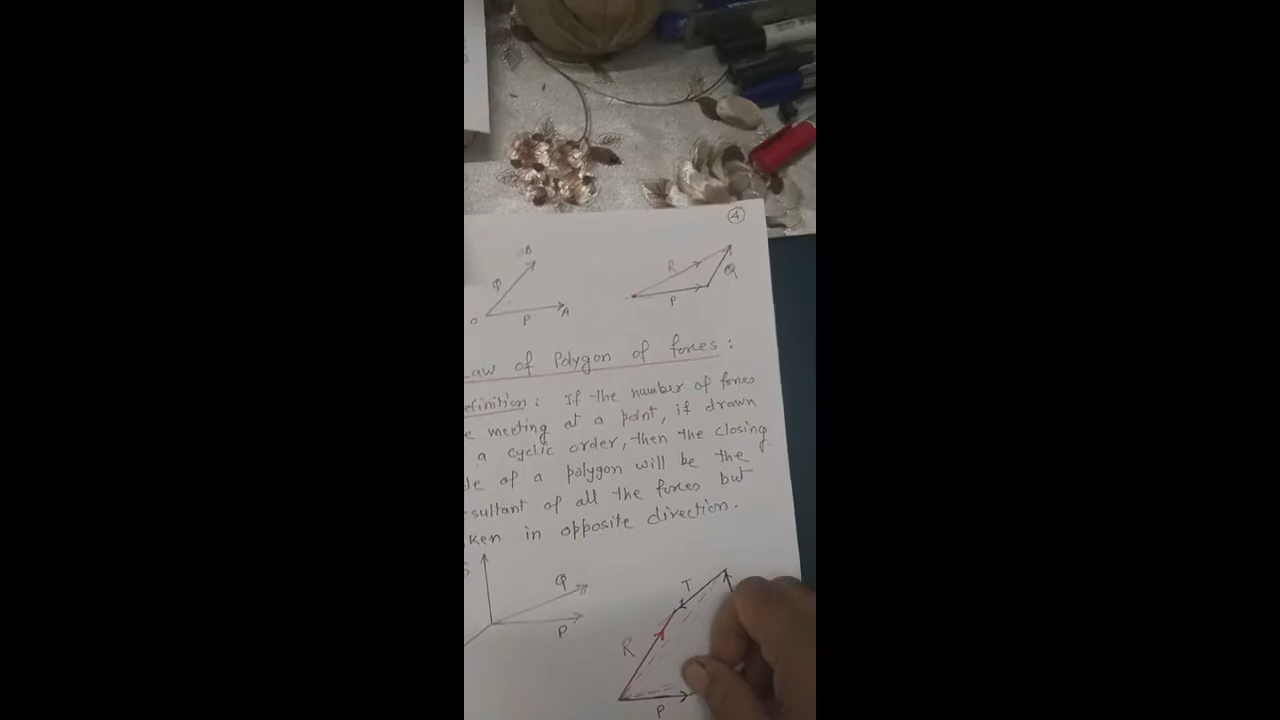 4
B
Q
O
P
A
R
P
Q
Law of Polygon of forces:
efinition: If the number of forces
e meeting at a point, if drawn
a cyclic order, then the closing
de of a polygon will be the
sultant of all the forces but
ken in opposite direction.
S
Q
P
T
R
P